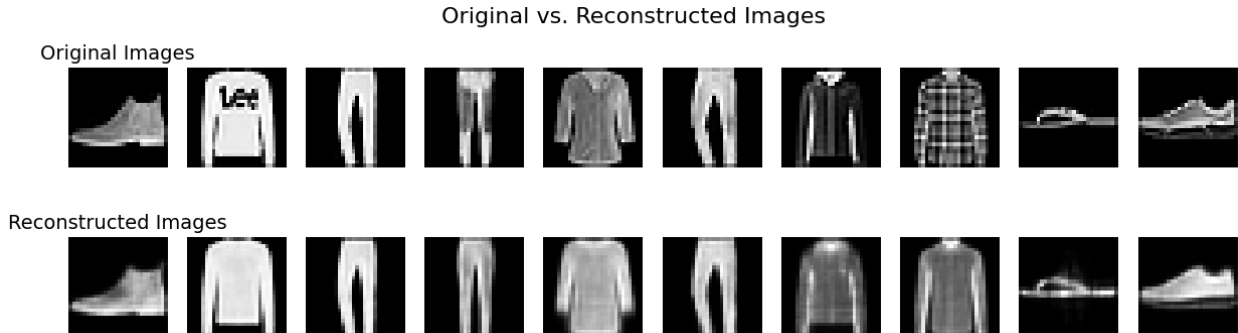 Original vs. Reconstructed Images
Original Images
Lee
Reconstructed Images